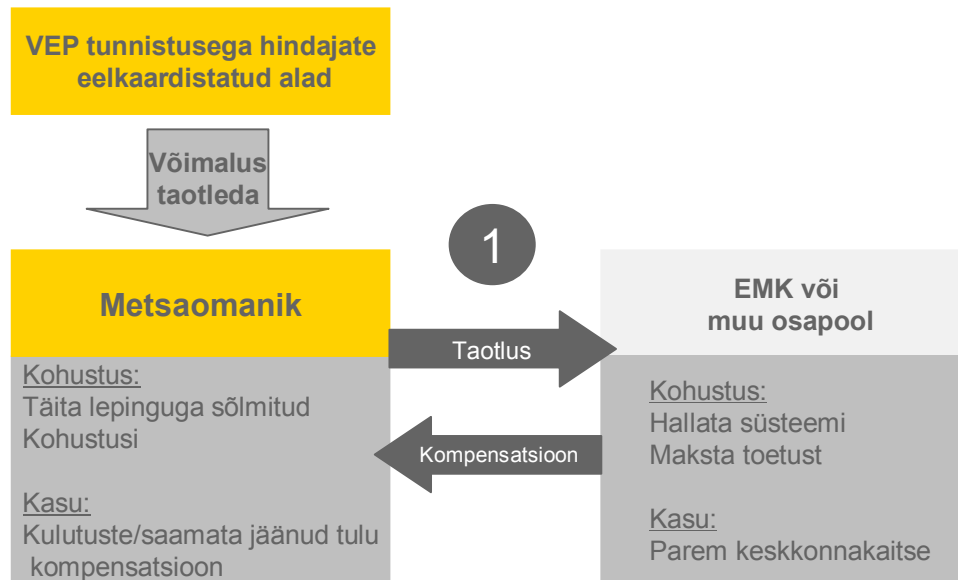 VEP tunnistusega hindajate
eelkaardistatud alad
Võimalus
taotleda
1
Metsaomanik
EMK või
muu osapool
Taotlus
Kohustus:
Täita lepinguga sõlmitud
Kohustusi
Kohustus:
Hallata süsteemi
Maksta toetust
Kompensatsioon
Kasu:
Kulutuste/saamata jäänud tulu
kompensatsioon
Kasu:
Parem keskkonnakaitse